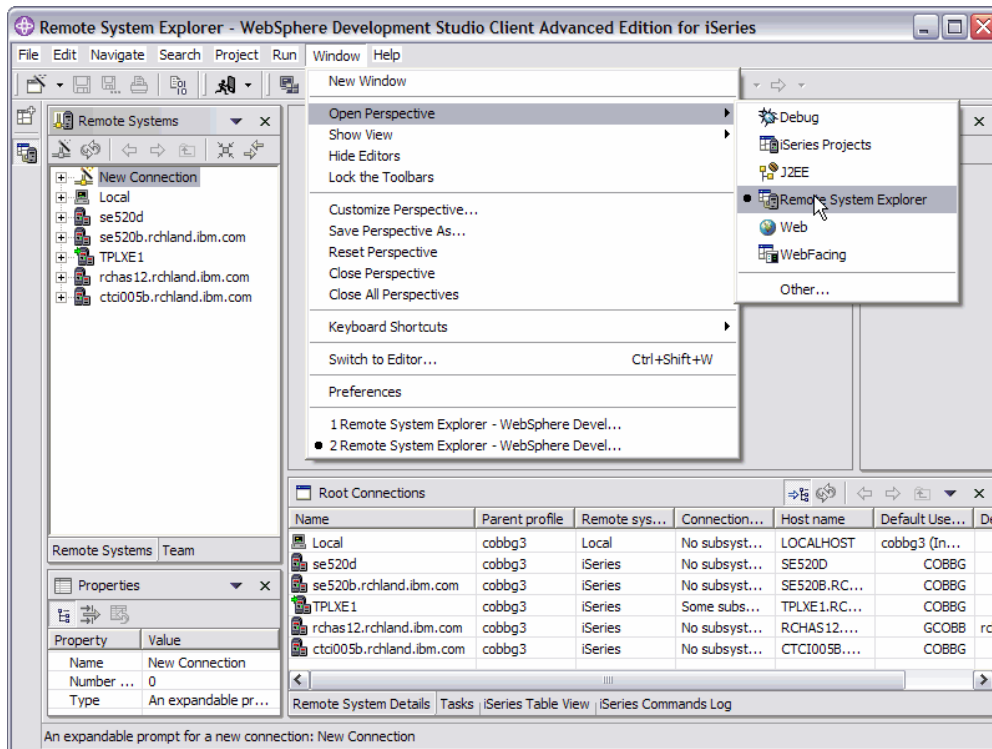 Remote System Explorer - WebSphere Development Studio Client Advanced Edition for iSeries
File Edit Navigate Search Project Run Window Help
New Window
Open Perspective
Show View
Hide Editors
Lock the Toolbars
Customize Perspective...
Save Perspective As...
Reset Perspective
Close Perspective
Close All Perspectives
Keyboard Shortcuts
Switch to Editor... Ctrl+Shift+W
Preferences
1 Remote System Explorer - WebSphere Devel...
2 Remote System Explorer - WebSphere Devel...
Debug
iSeries Projects
J2EE
Remote System Explorer
Web
WebFacing
Other...
Remote Systems
New Connection
Local
se520d
se520b.rchland.ibm.com
TPLXE1
rchas12.rchland.ibm.com
ctci005b.rchland.ibm.com
Remote Systems Team
Properties
Property Value
Name New Connection
Number ... 0
Type An expandable pr...
Root Connections
Name Parent profile Remote sys... Connection... Host name Default Use... De
Local cobbg3 Local No subsyst... LOCALHOST cobbg3 (In...
se520d cobbg3 iSeries No subsyst... SE520D COBBG
se520b.rchland.ibm.com cobbg3 iSeries No subsyst... SE520B.RC... COBBG
TPLXE1 cobbg3 iSeries Some subs... TPLXE1.RC... COBBG
rchas12.rchland.ibm.com cobbg3 iSeries No subsyst... RCHAS12.... GCOBB rc
ctci005b.rchland.ibm.com cobbg3 iSeries No subsyst... CTCI005B.... COBBG
Remote System Details Tasks iSeries Table View iSeries Commands Log
An expandable prompt for a new connection: New Connection